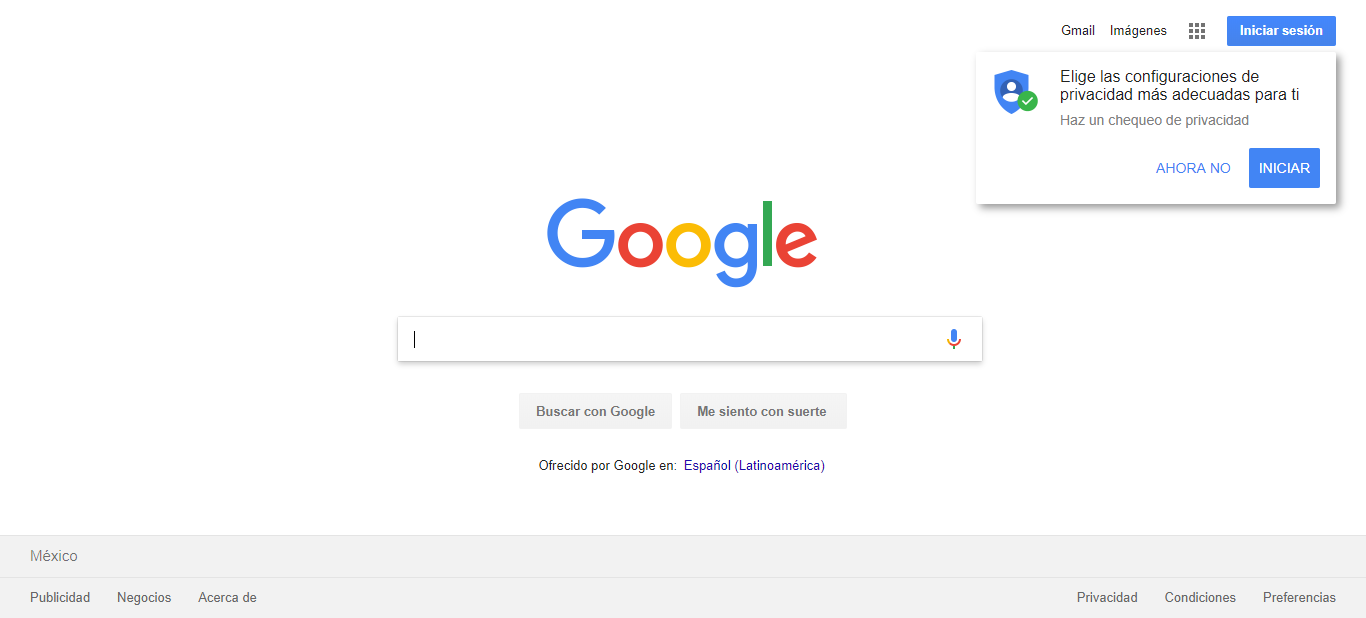 Gmail Imágenes Iniciar sesión
Elige las configuraciones de
privacidad más adecuadas para ti
Haz un chequeo de privacidad
AHORA NO INICIAR
Google
Buscar con Google Me siento con suerte
Ofrecido por Google en: Español (Latinoamérica)
México
Publicidad Negocios Acerca de Privacidad Condiciones Preferencias